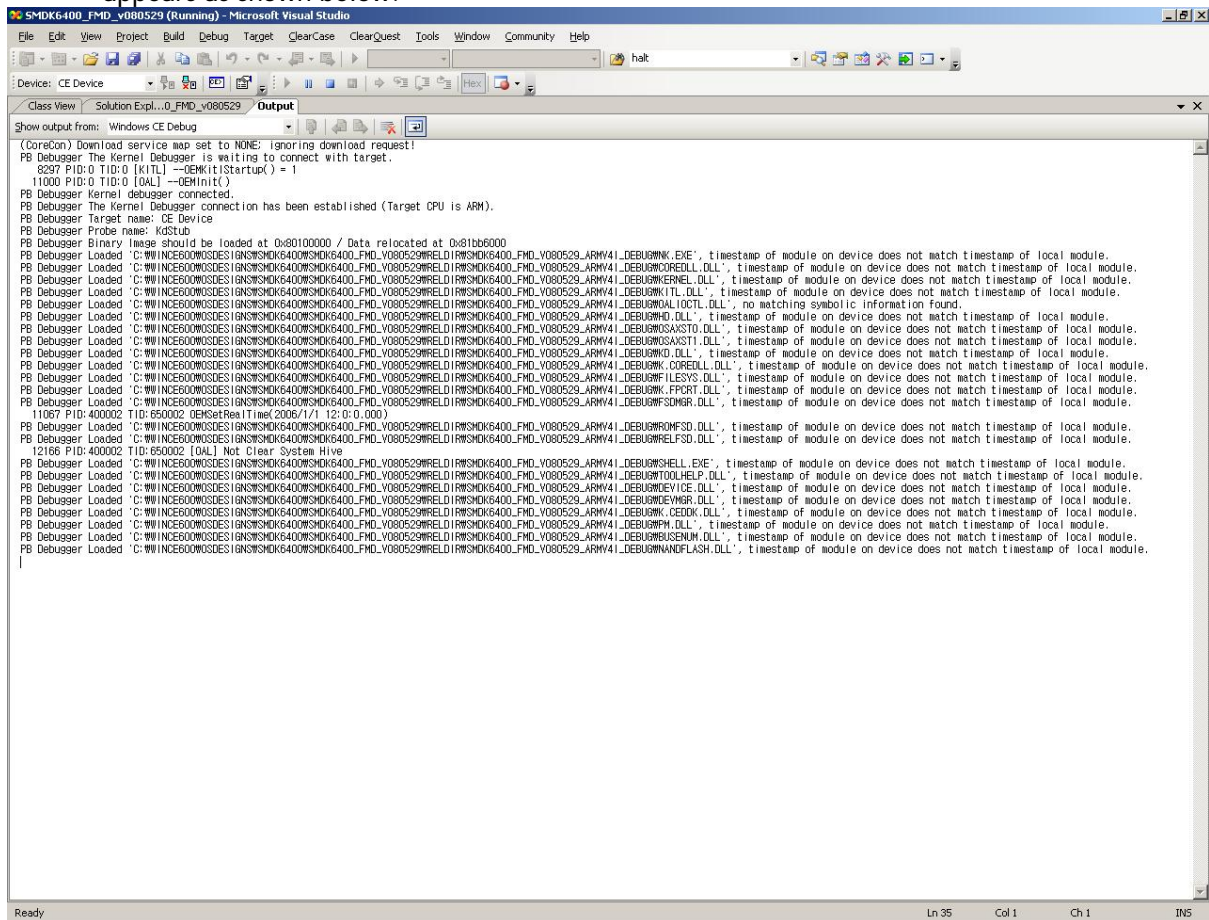 appears as shown below.
SMDK6400_FMD_v080529 (Running) - Microsoft Visual Studio
File Edit View Project Build Debug Target ClearCase ClearQuest Tools Window Community Help
halt
Device: CE Device Hex
Class View Solution Expl...0_FMD_v080529 Output
Show output from: Windows CE Debug
(CoreCon) Download service map set to NONE; ignoring download request!
PB Debugger The Kernel Debugger is waiting to connect with target.
8297 PID:0 TID:0 [KITL] --OEMKitlStartup() = 1
11000 PID:0 TID:0 [OAL] --OEMInit()
PB Debugger Kernel debugger connected.
PB Debugger The Kernel Debugger connection has been established (Target CPU is ARM).
PB Debugger Target name: CE Device
PB Debugger Probe name: KdStub
PB Debugger Binary Image should be loaded at 0x80100000 / Data relocated at 0x81bb6000
PB Debugger Loaded 'C:₩WINCE600₩OSDESIGNS₩SMDK6400₩SMDK6400_FMD_V080529₩RELDIR₩SMDK6400_FMD_V080529_ARMV4I_DEBUG₩NK.EXE', timestamp of module on device does not match timestamp of local module.
PB Debugger Loaded 'C:₩WINCE600₩OSDESIGNS₩SMDK6400₩SMDK6400_FMD_V080529₩RELDIR₩SMDK6400_FMD_V080529_ARMV4I_DEBUG₩COREDLL.DLL', timestamp of module on device does not match timestamp of local module.
PB Debugger Loaded 'C:₩WINCE600₩OSDESIGNS₩SMDK6400₩SMDK6400_FMD_V080529₩RELDIR₩SMDK6400_FMD_V080529_ARMV4I_DEBUG₩KERNEL.DLL', timestamp of module on device does not match timestamp of local module.
PB Debugger Loaded 'C:₩WINCE600₩OSDESIGNS₩SMDK6400₩SMDK6400_FMD_V080529₩RELDIR₩SMDK6400_FMD_V080529_ARMV4I_DEBUG₩KITL.DLL', timestamp of module on device does not match timestamp of local module.
PB Debugger Loaded 'C:₩WINCE600₩OSDESIGNS₩SMDK6400₩SMDK6400_FMD_V080529₩RELDIR₩SMDK6400_FMD_V080529_ARMV4I_DEBUG₩OALIOCTL.DLL', no matching symbolic information found.
PB Debugger Loaded 'C:₩WINCE600₩OSDESIGNS₩SMDK6400₩SMDK6400_FMD_V080529₩RELDIR₩SMDK6400_FMD_V080529_ARMV4I_DEBUG₩HD.DLL', timestamp of module on device does not match timestamp of local module.
PB Debugger Loaded 'C:₩WINCE600₩OSDESIGNS₩SMDK6400₩SMDK6400_FMD_V080529₩RELDIR₩SMDK6400_FMD_V080529_ARMV4I_DEBUG₩OSAXST0.DLL', timestamp of module on device does not match timestamp of local module.
PB Debugger Loaded 'C:₩WINCE600₩OSDESIGNS₩SMDK6400₩SMDK6400_FMD_V080529₩RELDIR₩SMDK6400_FMD_V080529_ARMV4I_DEBUG₩OSAXST1.DLL', timestamp of module on device does not match timestamp of local module.
PB Debugger Loaded 'C:₩WINCE600₩OSDESIGNS₩SMDK6400₩SMDK6400_FMD_V080529₩RELDIR₩SMDK6400_FMD_V080529_ARMV4I_DEBUG₩KD.DLL', timestamp of module on device does not match timestamp of local module.
PB Debugger Loaded 'C:₩WINCE600₩OSDESIGNS₩SMDK6400₩SMDK6400_FMD_V080529₩RELDIR₩SMDK6400_FMD_V080529_ARMV4I_DEBUG₩K.COREDLL.DLL', timestamp of module on device does not match timestamp of local module.
PB Debugger Loaded 'C:₩WINCE600₩OSDESIGNS₩SMDK6400₩SMDK6400_FMD_V080529₩RELDIR₩SMDK6400_FMD_V080529_ARMV4I_DEBUG₩FILESYS.DLL', timestamp of module on device does not match timestamp of local module.
PB Debugger Loaded 'C:₩WINCE600₩OSDESIGNS₩SMDK6400₩SMDK6400_FMD_V080529₩RELDIR₩SMDK6400_FMD_V080529_ARMV4I_DEBUG₩K.FPCRT.DLL', timestamp of module on device does not match timestamp of local module.
PB Debugger Loaded 'C:₩WINCE600₩OSDESIGNS₩SMDK6400₩SMDK6400_FMD_V080529₩RELDIR₩SMDK6400_FMD_V080529_ARMV4I_DEBUG₩FSDMGR.DLL', timestamp of module on device does not match timestamp of local module.
11067 PID:400002 TID:650002 OEMSetRealTime(2006/1/1 12:0:0.000)
PB Debugger Loaded 'C:₩WINCE600₩OSDESIGNS₩SMDK6400₩SMDK6400_FMD_V080529₩RELDIR₩SMDK6400_FMD_V080529_ARMV4I_DEBUG₩ROMFSD.DLL', timestamp of module on device does not match timestamp of local module.
PB Debugger Loaded 'C:₩WINCE600₩OSDESIGNS₩SMDK6400₩SMDK6400_FMD_V080529₩RELDIR₩SMDK6400_FMD_V080529_ARMV4I_DEBUG₩RELFSD.DLL', timestamp of module on device does not match timestamp of local module.
12166 PID:400002 TID:650002 [OAL] Not Clear System Hive
PB Debugger Loaded 'C:₩WINCE600₩OSDESIGNS₩SMDK6400₩SMDK6400_FMD_V080529₩RELDIR₩SMDK6400_FMD_V080529_ARMV4I_DEBUG₩SHELL.EXE', timestamp of module on device does not match timestamp of local module.
PB Debugger Loaded 'C:₩WINCE600₩OSDESIGNS₩SMDK6400₩SMDK6400_FMD_V080529₩RELDIR₩SMDK6400_FMD_V080529_ARMV4I_DEBUG₩TOOLHELP.DLL', timestamp of module on device does not match timestamp of local module.
PB Debugger Loaded 'C:₩WINCE600₩OSDESIGNS₩SMDK6400₩SMDK6400_FMD_V080529₩RELDIR₩SMDK6400_FMD_V080529_ARMV4I_DEBUG₩DEVICE.DLL', timestamp of module on device does not match timestamp of local module.
PB Debugger Loaded 'C:₩WINCE600₩OSDESIGNS₩SMDK6400₩SMDK6400_FMD_V080529₩RELDIR₩SMDK6400_FMD_V080529_ARMV4I_DEBUG₩DEVMGR.DLL', timestamp of module on device does not match timestamp of local module.
PB Debugger Loaded 'C:₩WINCE600₩OSDESIGNS₩SMDK6400₩SMDK6400_FMD_V080529₩RELDIR₩SMDK6400_FMD_V080529_ARMV4I_DEBUG₩K.CEDDK.DLL', timestamp of module on device does not match timestamp of local module.
PB Debugger Loaded 'C:₩WINCE600₩OSDESIGNS₩SMDK6400₩SMDK6400_FMD_V080529₩RELDIR₩SMDK6400_FMD_V080529_ARMV4I_DEBUG₩PM.DLL', timestamp of module on device does not match timestamp of local module.
PB Debugger Loaded 'C:₩WINCE600₩OSDESIGNS₩SMDK6400₩SMDK6400_FMD_V080529₩RELDIR₩SMDK6400_FMD_V080529_ARMV4I_DEBUG₩BUSENUM.DLL', timestamp of module on device does not match timestamp of local module.
PB Debugger Loaded 'C:₩WINCE600₩OSDESIGNS₩SMDK6400₩SMDK6400_FMD_V080529₩RELDIR₩SMDK6400_FMD_V080529_ARMV4I_DEBUG₩NANDFLASH.DLL', timestamp of module on device does not match timestamp of local module.
Ready Ln 35 Col 1 Ch 1 INS